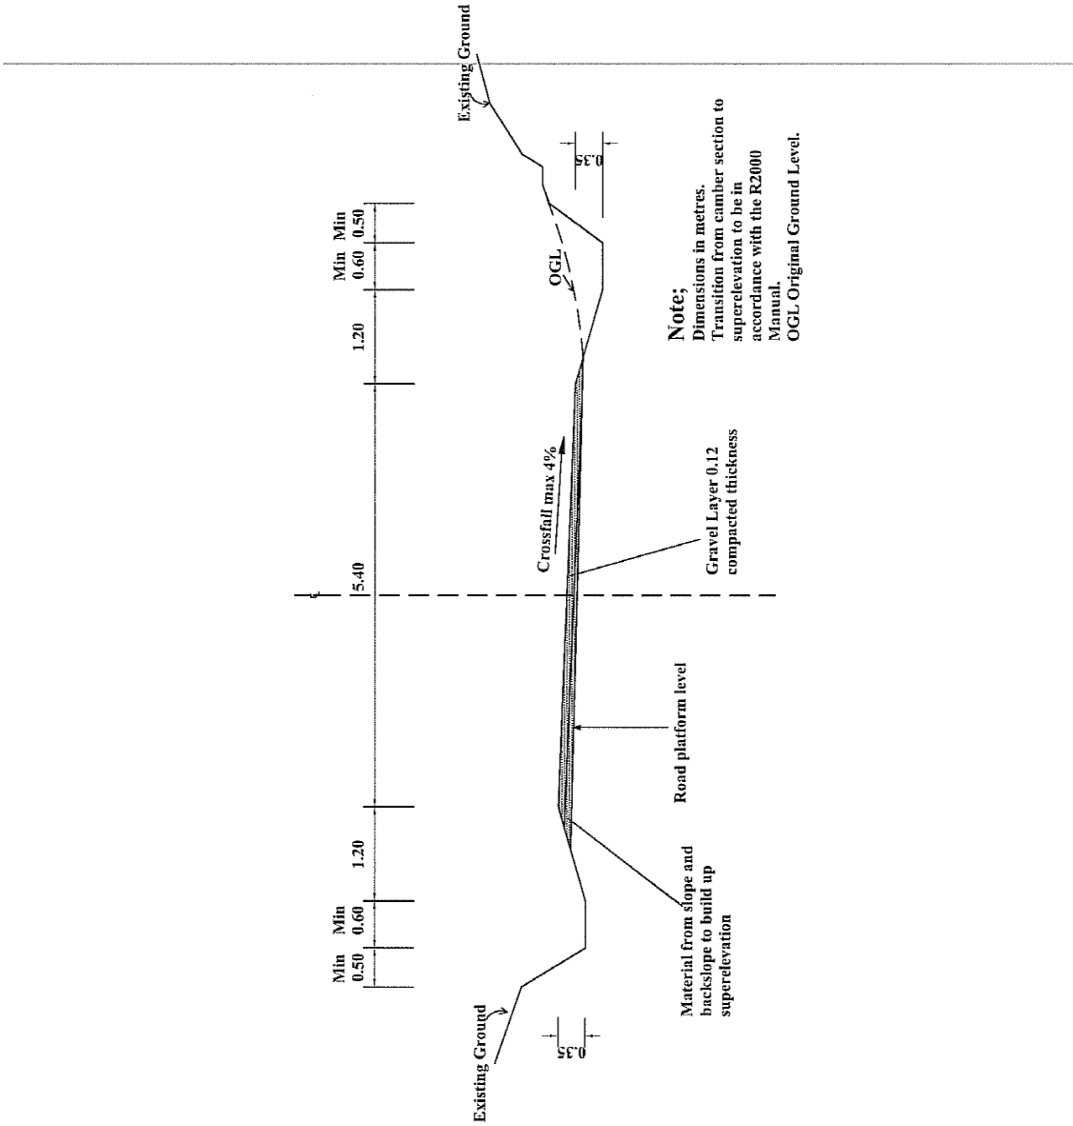 Existing Ground
Min
0.50
Min
0.60
1.20
5.40
1.20
Min
0.60
Min
0.50
Existing Ground
0.35
0.35
OGL
Crossfall max 4%
Material from slope and
backslope to build up
superelevation
Road platform level
Gravel Layer 0.12
compacted thickness
Note;
Dimensions in metres.
Transition from camber section to
superelevation to be in
accordance with the R2000
Manual.
OGL Original Ground Level.